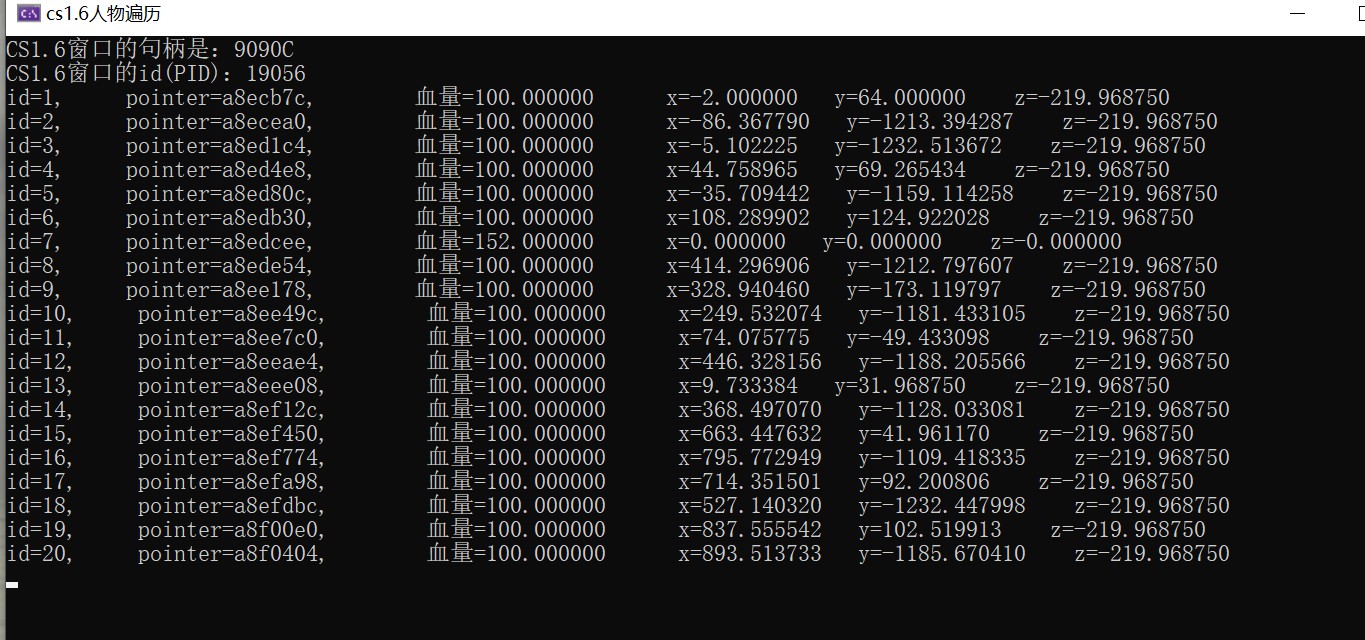 cs1.6人物遍历
CS1.6窗口的句柄是：9090C
CS1.6窗口的id(PID)：19056
id=1, pointer=a8ecb7c, 血量=100.000000 x=-2.000000 y=64.000000 z=-219.968750
id=2, pointer=a8ecea0, 血量=100.000000 x=-86.367790 y=-1213.394287 z=-219.968750
id=3, pointer=a8ed1c4, 血量=100.000000 x=-5.102225 y=-1232.513672 z=-219.968750
id=4, pointer=a8ed4e8, 血量=100.000000 x=44.758965 y=69.265434 z=-219.968750
id=5, pointer=a8ed80c, 血量=100.000000 x=-35.709442 y=-1159.114258 z=-219.968750
id=6, pointer=a8edb30, 血量=100.000000 x=108.289902 y=124.922028 z=-219.968750
id=7, pointer=a8edcee, 血量=152.000000 x=0.000000 y=0.000000 z=-0.000000
id=8, pointer=a8ede54, 血量=100.000000 x=414.296906 y=-1212.797607 z=-219.968750
id=9, pointer=a8ee178, 血量=100.000000 x=328.940460 y=-173.119797 z=-219.968750
id=10, pointer=a8ee49c, 血量=100.000000 x=249.532074 y=-1181.433105 z=-219.968750
id=11, pointer=a8ee7c0, 血量=100.000000 x=74.075775 y=-49.433098 z=-219.968750
id=12, pointer=a8eeae4, 血量=100.000000 x=446.328156 y=-1188.205566 z=-219.968750
id=13, pointer=a8eee08, 血量=100.000000 x=9.733384 y=31.968750 z=-219.968750
id=14, pointer=a8ef12c, 血量=100.000000 x=368.497070 y=-1128.033081 z=-219.968750
id=15, pointer=a8ef450, 血量=100.000000 x=663.447632 y=41.961170 z=-219.968750
id=16, pointer=a8ef774, 血量=100.000000 x=795.772949 y=-1109.418335 z=-219.968750
id=17, pointer=a8efa98, 血量=100.000000 x=714.351501 y=92.200806 z=-219.968750
id=18, pointer=a8efdbc, 血量=100.000000 x=527.140320 y=-1232.447998 z=-219.968750
id=19, pointer=a8f00e0, 血量=100.000000 x=837.555542 y=102.519913 z=-219.968750
id=20, pointer=a8f0404, 血量=100.000000 x=893.513733 y=-1185.670410 z=-219.968750